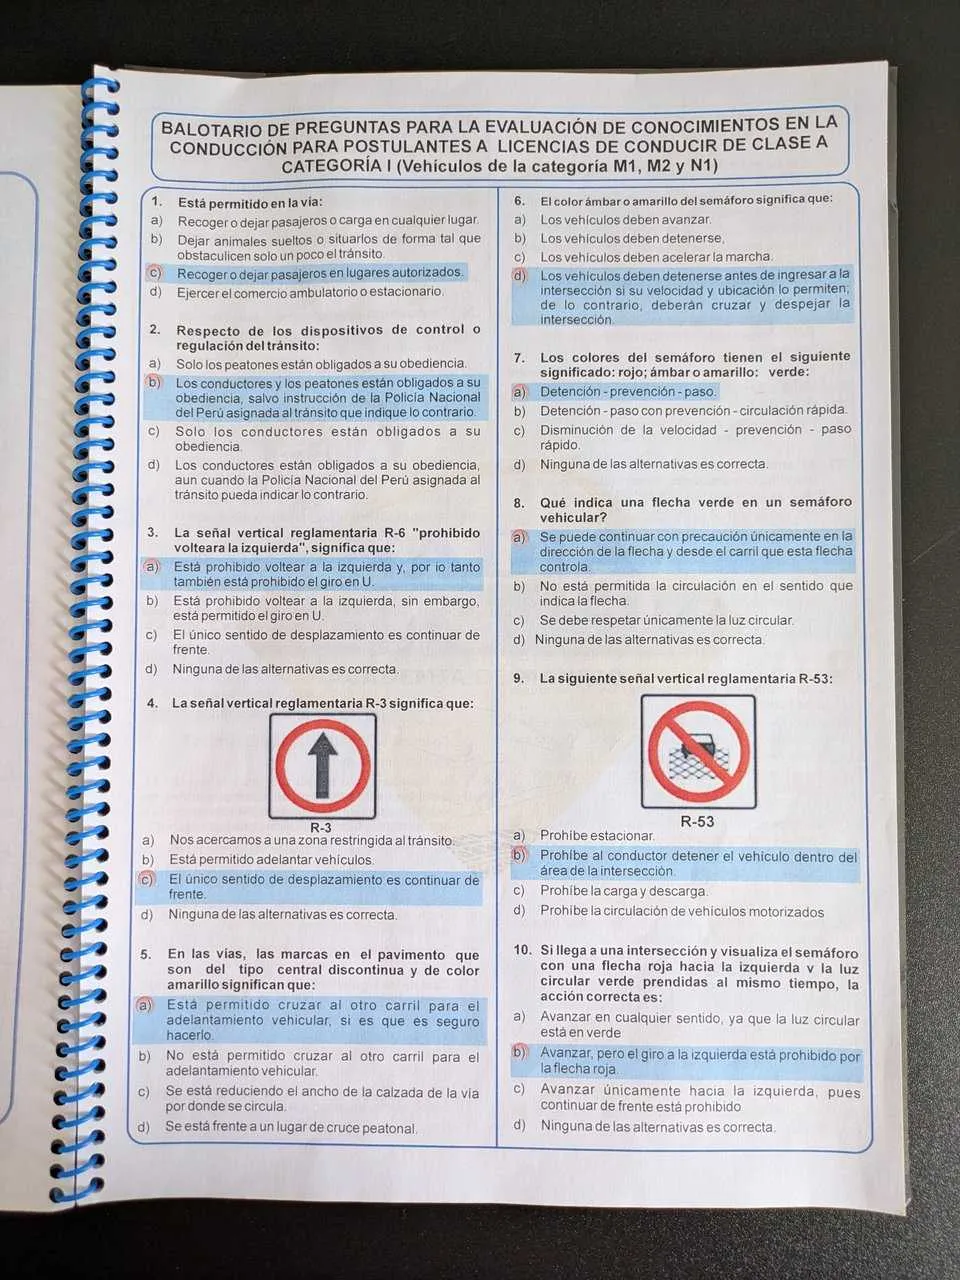 BALOTARIO DE PREGUNTAS PARA LA EVALUACIÓN DE CONOCIMIENTOS EN LA
CONDUCCIÓN PARA POSTULANTES A LICENCIAS DE CONDUCIR DE CLASE A
CATEGORÍA I (Vehículos de la categoría M1, M2 y N1)
1. Está permitido en la vía:
a) Recoger o dejar pasajeros o carga en cualquier lugar.
b) Dejar animales sueltos o situarlos de forma tal que
obstaculicen solo un poco el tránsito.
c) Recoger o dejar pasajeros en lugares autorizados.
d) Ejercer el comercio ambulatorio o estacionario.
2. Respecto de los dispositivos de control o
regulación del tránsito:
a) Solo los peatones están obligados a su obediencia.
b) Los conductores y los peatones están obligados a su
obediencia, salvo instrucción de la Policía Nacional
del Perú asignada al tránsito que indique lo contrario.
c) Solo los conductores están obligados a su
obediencia.
d) Los conductores están obligados a su obediencia,
aun cuando la Policía Nacional del Perú asignada al
tránsito pueda indicar lo contrario.
3. La señal vertical reglamentaria R-6 "prohibido
volteara la izquierda", significa que:
a) Está prohibido voltear a la izquierda y, por io tanto
también está prohibido el giro en U.
b) Está prohibido voltear a la izquierda, sin embargo,
está permitido el giro en U.
c) El único sentido de desplazamiento es continuar de
frente.
d) Ninguna de las alternativas es correcta.
4. La señal vertical reglamentaria R-3 significa que:
R-3
a) Nos acercamos a una zona restringida al tránsito.
b) Está permitido adelantar vehículos.
c) El único sentido de desplazamiento es continuar de
frente.
d) Ninguna de las alternativas es correcta.
5. En las vías, las marcas en el pavimento que
son del tipo central discontinua y de color
amarillo significan que:
a) Está permitido cruzar al otro carril para el
adelantamiento vehicular, si es que es seguro
hacerlo.
b) No está permitido cruzar al otro carril para el
adelantamiento vehicular.
c) Se está reduciendo el ancho de la calzada de la vía
por donde se circula.
d) Se está frente a un lugar de cruce peatonal.
6. El color ámbar o amarillo del semáforo significa que:
a) Los vehículos deben avanzar.
b) Los vehículos deben detenerse,
c) Los vehículos deben acelerar la marcha.
d) Los vehículos deben detenerse antes de ingresar a la
intersección si su velocidad y ubicación lo permiten;
de lo contrario, deberán cruzar y despejar la
intersección.
7. Los colores del semáforo tienen el siguiente
significado: rojo; ámbar o amarillo: verde:
a) Detención - prevención - paso.
b) Detención - paso con prevención - circulación rápida.
c) Disminución de la velocidad - prevención - paso
rápido.
d) Ninguna de las alternativas es correcta.
8. Qué indica una flecha verde en un semáforo
vehicular?
a) Se puede continuar con precaución únicamente en la
dirección de la flecha y desde el carril que esta flecha
controla.
b) No está permitida la circulación en el sentido que
indica la flecha.
c) Se debe respetar únicamente la luz circular.
d) Ninguna de las alternativas es correcta.
9. La siguiente señal vertical reglamentaria R-53:
R-53
a) Prohíbe estacionar.
b) Prohíbe al conductor detener el vehículo dentro del
área de la intersección.
c) Prohíbe la carga y descarga.
d) Prohíbe la circulación de vehículos motorizados
10. Si llega a una intersección y visualiza el semáforo
con una flecha roja hacia la izquierda v la luz
circular verde prendidas al mismo tiempo, la
acción correcta es:
a) Avanzar en cualquier sentido, ya que la luz circular
está en verde
b) Avanzar, pero el giro a la izquierda está prohibido por
la flecha roja.
c) Avanzar únicamente hacia la izquierda, pues
continuar de frente está prohibido
d) Ninguna de las alternativas es correcta.